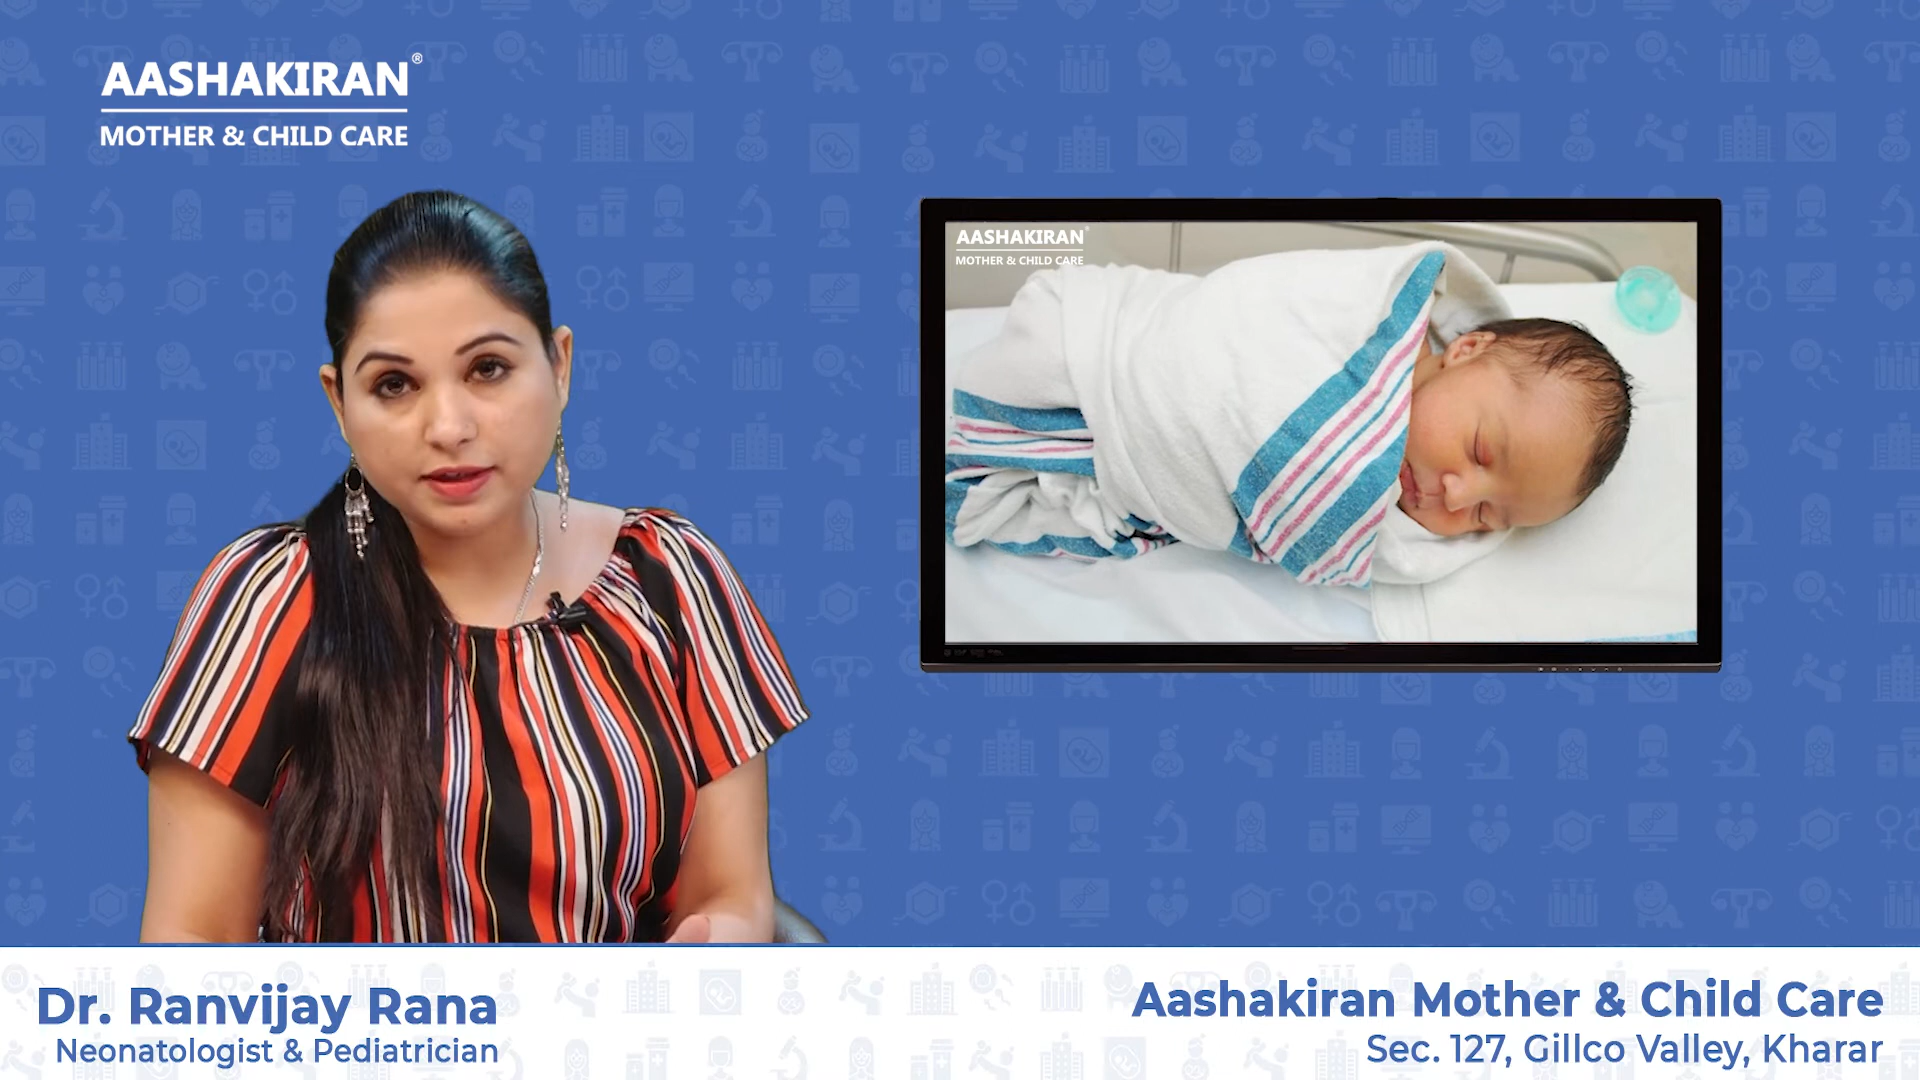 AASHAKIRAN®
MOTHER & CHILD CARE
AASHAKIRAN®
MOTHER & CHILD CARE
Dr. Ranvijay Rana
Neonatologist & Pediatrician
Aashakiran Mother & Child Care
Sec. 127, Gillco Valley, Kharar